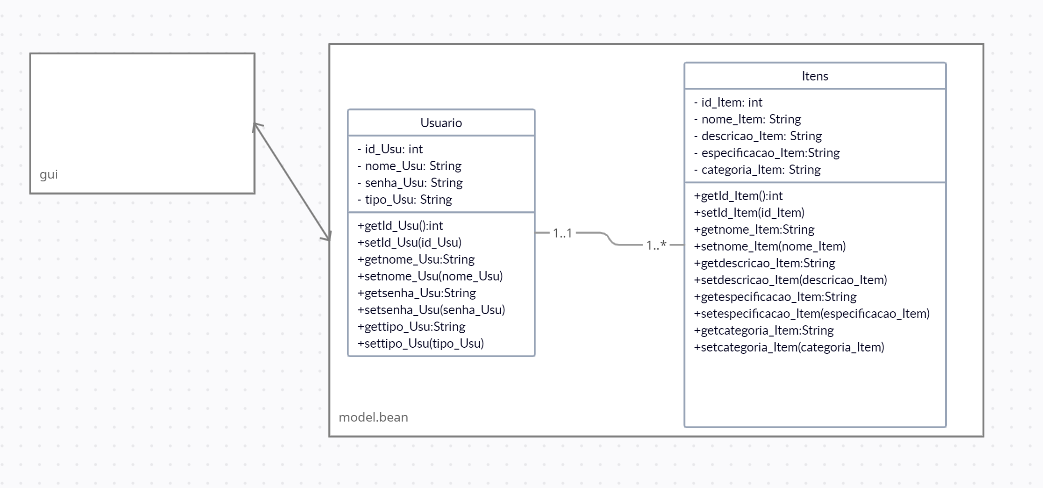 gui
Usuario
- id_Usu: int
- nome_Usu: String
- senha_Usu: String
- tipo_Usu: String
+getId_Usu():int
+setId_Usu(id_Usu)
+getnome_Usu:String
+setnome_Usu(nome_Usu)
+getsenha_Usu:String
+setsenha_Usu(senha_Usu)
+gettipo_Usu:String
+settipo_Usu(tipo_Usu)
1..1
1..*
Itens
- id_Item: int
- nome_Item: String
- descricao_Item: String
- especificacao_Item:String
- categoria_Item: String
+getId_Item():int
+setId_Item(id_Item)
+getnome_Item:String
+setnome_Item(nome_Item)
+getdescricao_Item:String
+setdescricao_Item(descricao_Item)
+getespecificacao_Item:String
+setespecificacao_Item(especificacao_Item)
+getcategoria_Item:String
+setcategoria_Item(categoria_Item)
model.bean